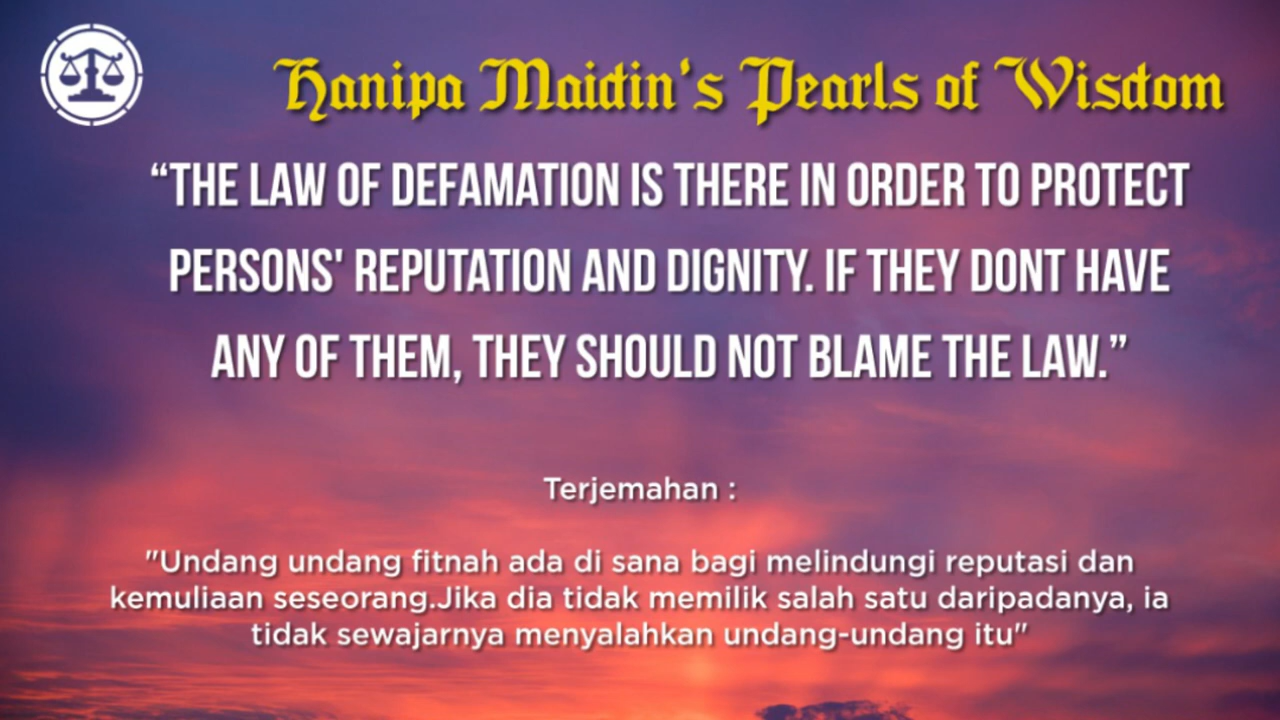 Hanipa Maidin's Pearls of Wisdom
“THE LAW OF DEFAMATION IS THERE IN ORDER TO PROTECT
PERSONS' REPUTATION AND DIGNITY. IF THEY DONT HAVE
ANY OF THEM, THEY SHOULD NOT BLAME THE LAW.”
Terjemahan :
"Undang undang fitnah ada di sana bagi melindungi reputasi dan
kemuliaan seseorang.Jika dia tidak memilik salah satu daripadanya, ia
tidak sewajarnya menyalahkan undang-undang itu"